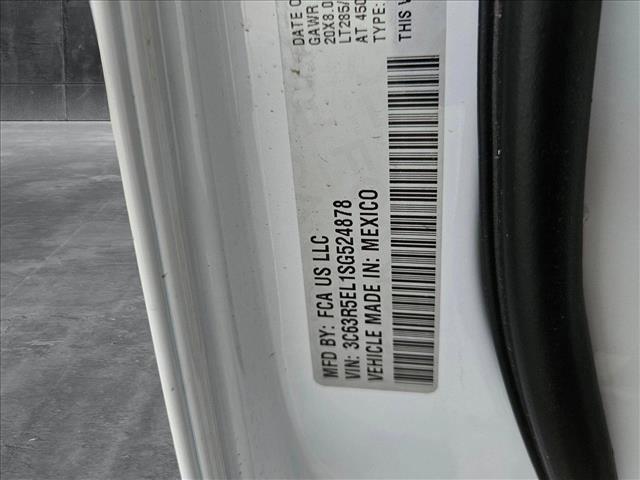 MFD BY: FCA US LLC
VIN: 3C63R5EL1SG524878
VEHICLE MADE IN: MEXICO
DATE O
GAWR
20X8.0
LT285/
AT 450
TYPE:
THIS V